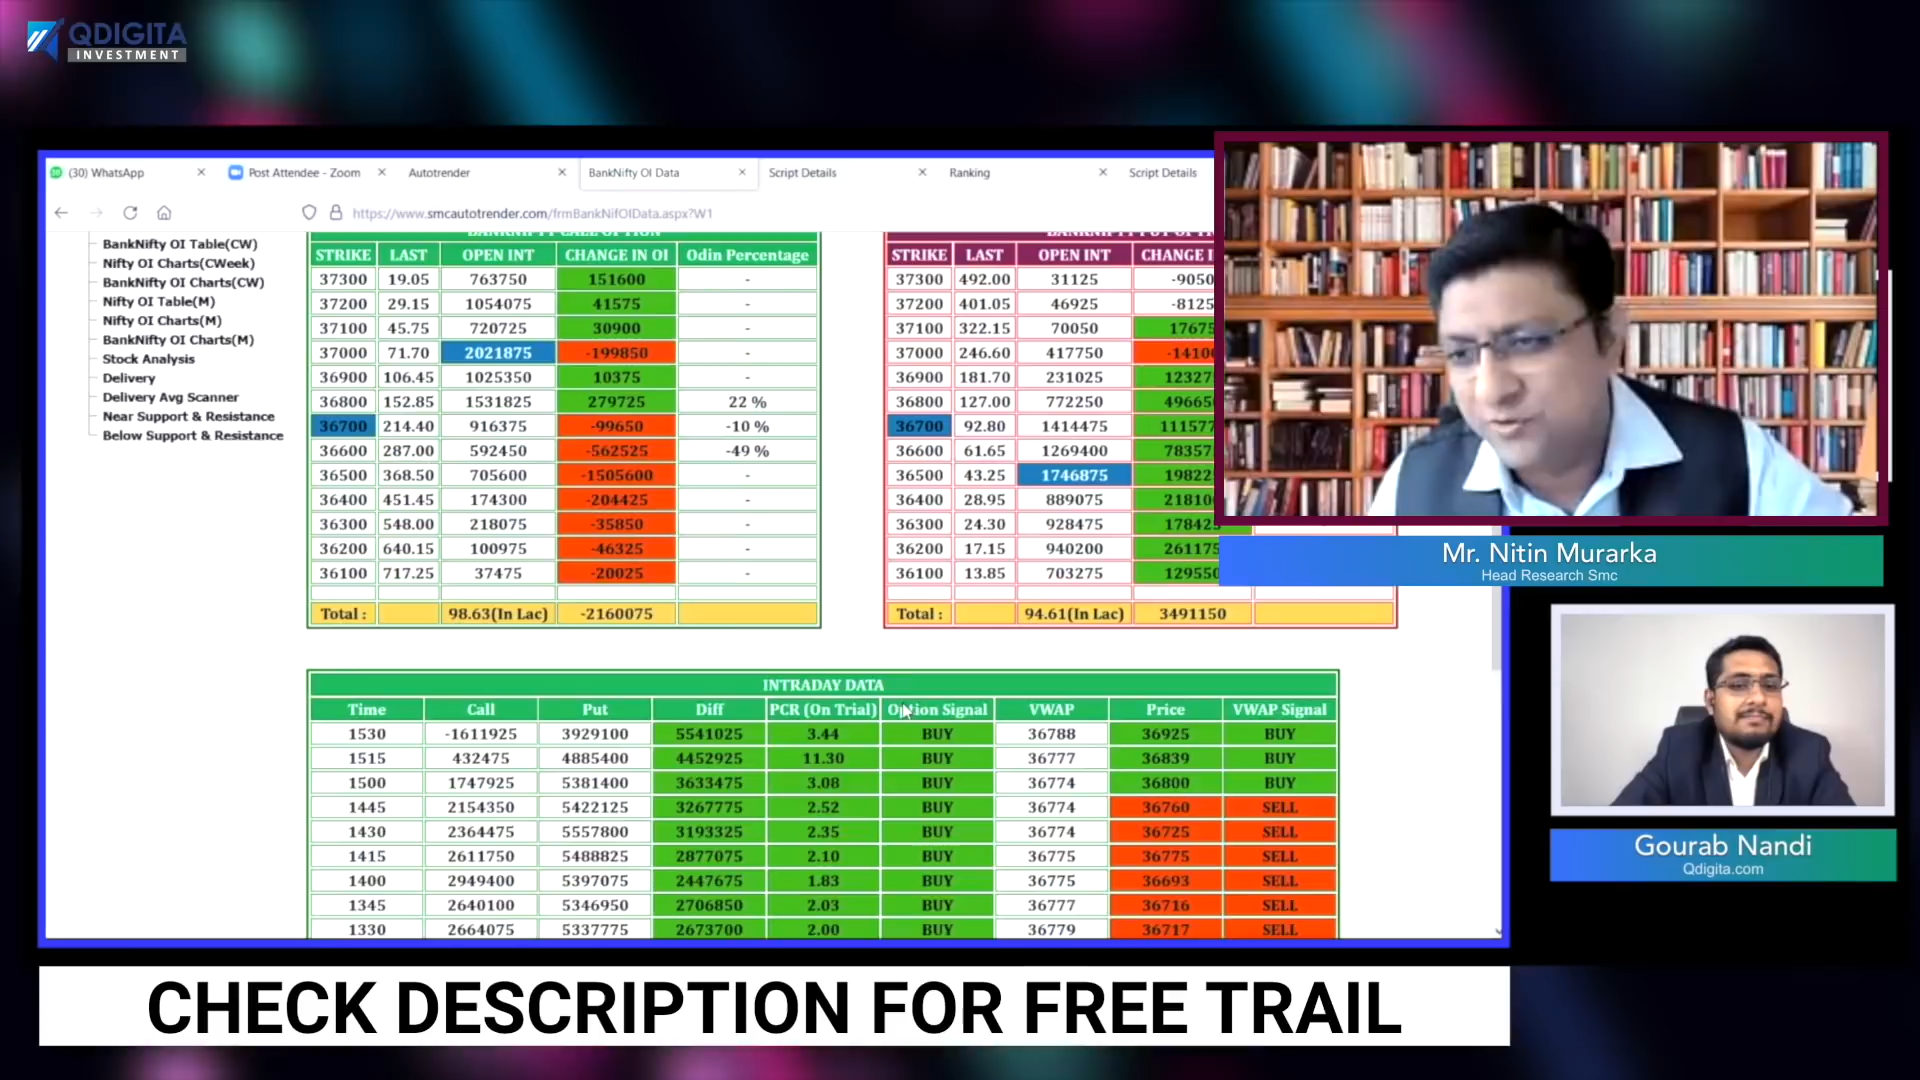 QDIGITA
INVESTMENT
(30) WhatsApp
Post Attendee - Zoom
Autotrender
BankNifty OI Data
Script Details
Ranking
Script Details
https://www.smcautotrender.com/frmBankNifOIData.aspx?W1
BankNifty OI Table(CW)
Nifty OI Charts(CWeek)
BankNifty OI Charts(CW)
Nifty OI Table(M)
Nifty OI Charts(M)
BankNifty OI Charts(M)
Stock Analysis
Delivery
Delivery Avg Scanner
Near Support & Resistance
Below Support & Resistance
STRIKE LAST OPEN INT CHANGE IN OI Odin Percentage
37300 19.05 763750 151600 -
37200 29.15 1054075 41575 -
37100 45.75 720725 30900 -
37000 71.70 2021875 -199850 -
36900 106.45 1025350 10375 -
36800 152.85 1531825 279725 22 %
36700 214.40 916375 -99650 -10 %
36600 287.00 592450 -562525 -49 %
36500 368.50 705600 -1505600 -
36400 451.45 174300 -204425 -
36300 548.00 218075 -35850 -
36200 640.15 100975 -46325 -
36100 717.25 37475 -20025 -
Total : 98.63(In Lac) -2160075
STRIKE LAST OPEN INT CHANGE I
37300 492.00 31125 -9050
37200 401.05 46925 -8125
37100 322.15 70050 17675
37000 246.60 417750 -1410
36900 181.70 231025 12327
36800 127.00 772250 49665
36700 92.80 1414475 111577
36600 61.65 1269400 78357
36500 43.25 1746875 19822
36400 28.95 889075 21810
36300 24.30 928475 178425
36200 17.15 940200 261175
36100 13.85 703275 129550
Total : 94.61(In Lac) 3491150
INTRADAY DATA
Time Call Put Diff PCR (On Trial) Option Signal VWAP Price VWAP Signal
1530 -1611925 3929100 5541025 3.44 BUY 36788 36925 BUY
1515 432475 4885400 4452925 11.30 BUY 36777 36839 BUY
1500 1747925 5381400 3633475 3.08 BUY 36774 36800 BUY
1445 2154350 5422125 3267775 2.52 BUY 36774 36760 SELL
1430 2364475 5557800 3193325 2.35 BUY 36774 36725 SELL
1415 2611750 5488825 2877075 2.10 BUY 36775 36775 SELL
1400 2949400 5397075 2447675 1.83 BUY 36775 36693 SELL
1345 2640100 5346950 2706850 2.03 BUY 36777 36716 SELL
1330 2664075 5337775 2673700 2.00 BUY 36779 36717 SELL
Mr. Nitin Murarka
Head Research Smc
Gourab Nandi
Qdigita.com
CHECK DESCRIPTION FOR FREE TRAIL